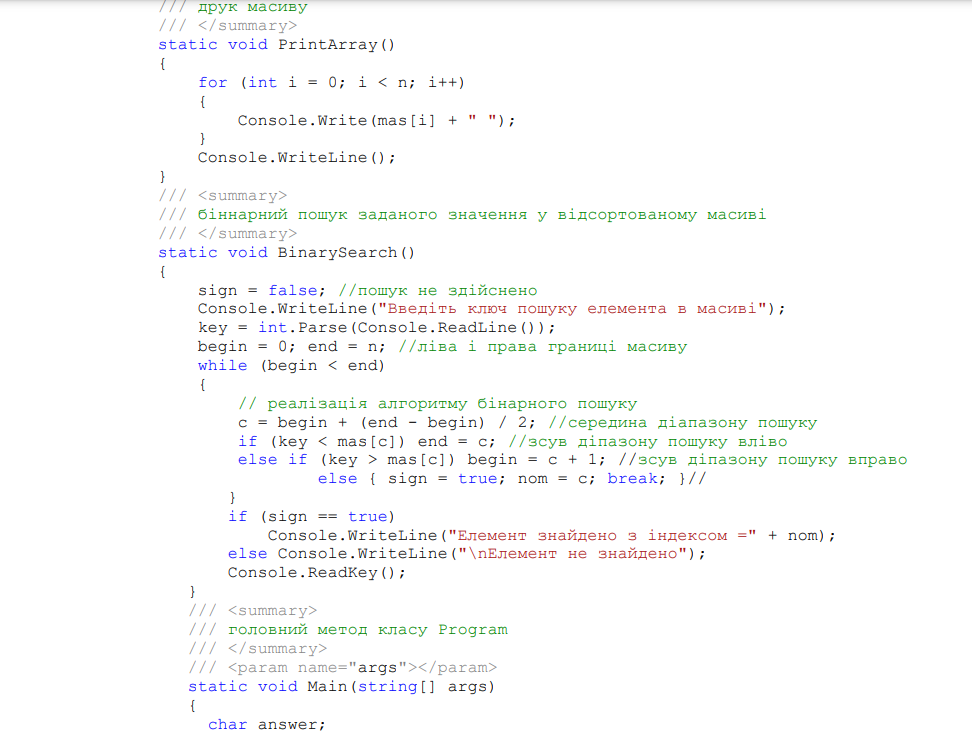 /// друк масиву
/// </summary>
static void PrintArray()
{
for (int i = 0; i < n; i++)
{
Console.Write(mas[i] + " ");
}
Console.WriteLine();
}
/// <summary>
/// біннарний пошук заданого значення у відсортованому масиві
/// </summary>
static void BinarySearch()
{
sign = false; //пошук не здійснено
Console.WriteLine("Введіть ключ пошуку елемента в масиві");
key = int.Parse(Console.ReadLine());
begin = 0; end = n; //ліва і права границі масиву
while (begin < end)
{
// реалізація алгоритму бінарного пошуку
c = begin + (end - begin) / 2; //середина діапазону пошуку
if (key < mas[c]) end = c; //зсув діпазону пошуку вліво
else if (key > mas[c]) begin = c + 1; //зсув діпазону пошуку вправо
else { sign = true; nom = c; break; }//
}
if (sign == true)
Console.WriteLine("Елемент знайдено з індексом =" + nom);
else Console.WriteLine("\nЕлемент не знайдено");
Console.ReadKey();
}
/// <summary>
/// головний метод класу Program
/// </summary>
/// <param name="args"></param>
static void Main(string[] args)
{
char answer;